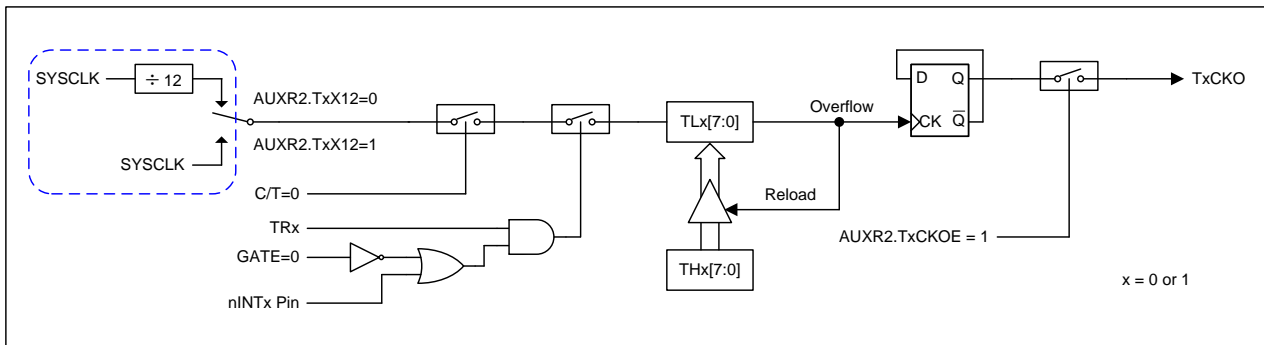 SYSCLK
÷ 12
AUXR2.TxX12=0
AUXR2.TxX12=1
SYSCLK
C/T=0
TRx
GATE=0
nINTx Pin
TLx[7:0]
Overflow
Reload
THx[7:0]
D
Q
CK
Q̅
TxCKO
AUXR2.TxCKOE = 1
x = 0 or 1